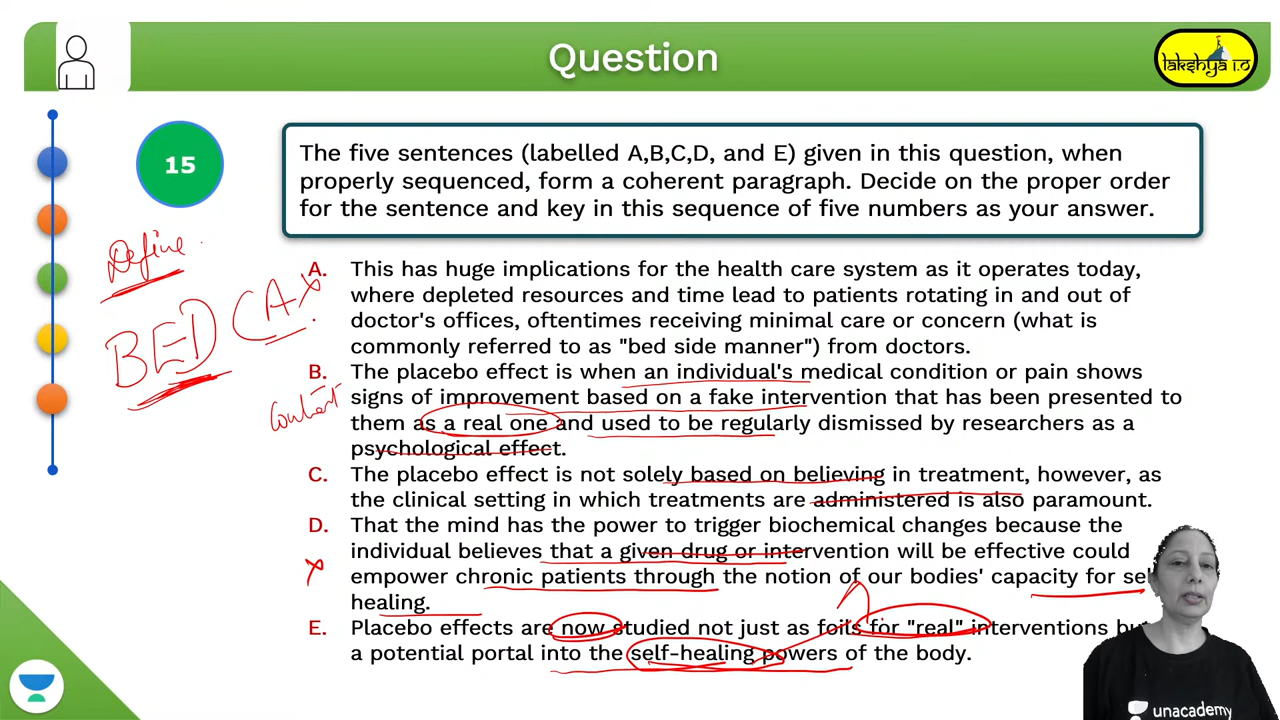 Question
lakshya i.o
15
The five sentences (labelled A,B,C,D, and E) given in this question, when
properly sequenced, form a coherent paragraph. Decide on the proper order
for the sentence and key in this sequence of five numbers as your answer.
Define
BED CA
Content
A. This has huge implications for the health care system as it operates today,
where depleted resources and time lead to patients rotating in and out of
doctor's offices, oftentimes receiving minimal care or concern (what is
commonly referred to as "bed side manner") from doctors.
B. The placebo effect is when an individual's medical condition or pain shows
signs of improvement based on a fake intervention that has been presented to
them as a real one and used to be regularly dismissed by researchers as a
psychological effect.
C. The placebo effect is not solely based on believing in treatment, however, as
the clinical setting in which treatments are administered is also paramount.
D. That the mind has the power to trigger biochemical changes because the
individual believes that a given drug or intervention will be effective could
empower chronic patients through the notion of our bodies' capacity for sel
healing.
E. Placebo effects are now studied not just as foils for "real" interventions bu
a potential portal into the self-healing powers of the body.
unacademy